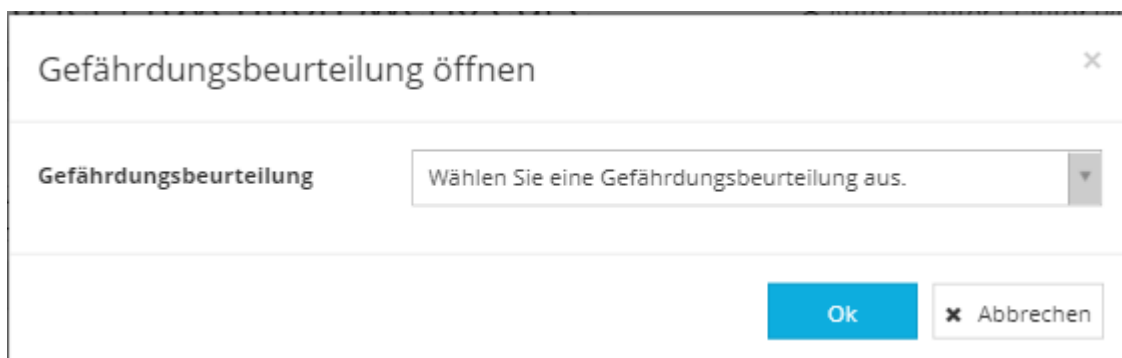 Gefährdungsbeurteilung öffnen
Gefährdungsbeurteilung
Wählen Sie eine Gefährdungsbeurteilung aus.
Ok
Abbrechen